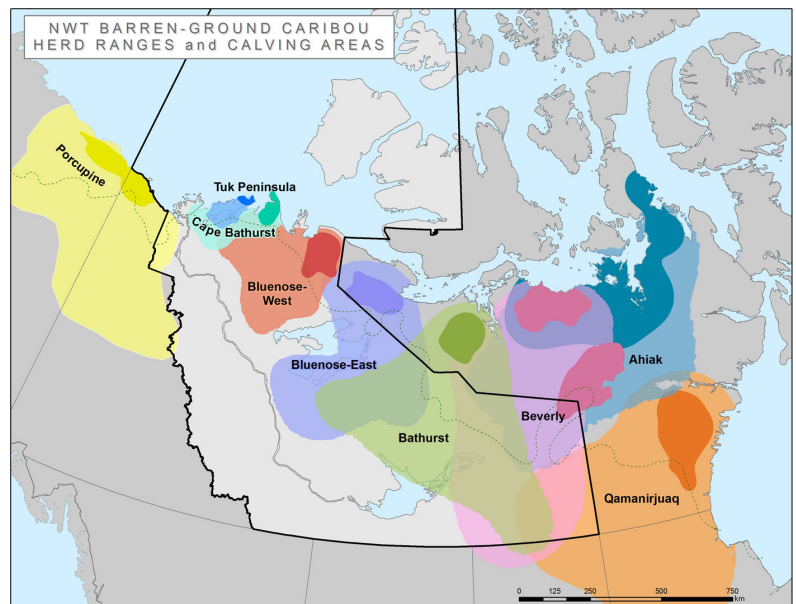 NWT BARREN-GROUND CARIBOU
HERD RANGES and CALVING AREAS
Porcupine
Tuk Peninsula
Cape Bathurst
Bluenose-
West
Bluenose-East
Bathurst
Beverly
Ahiak
Qamanirjuaq
0 125 250 500 750
km